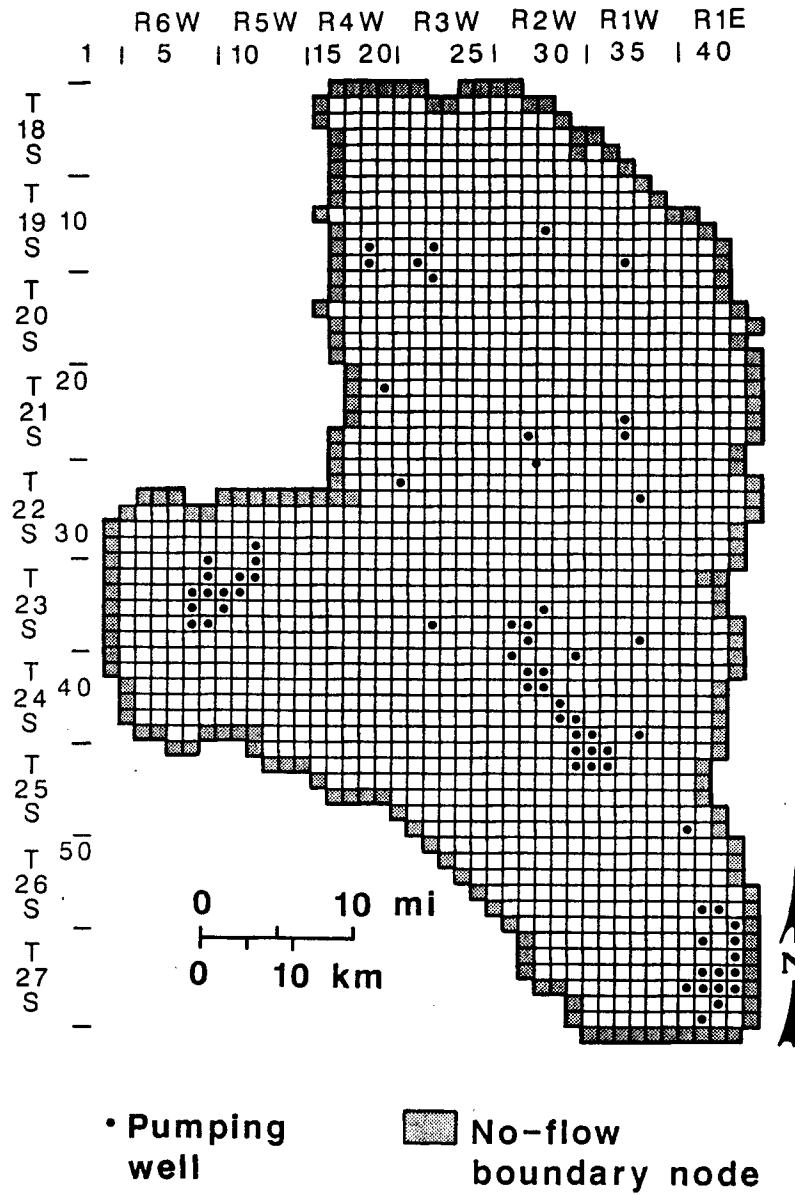 R6W R5W R4W R3W R2W R1W R1E
1 | 5 | 10 | 15 20 | 25 | 30 | 35 | 40
T
18
S
T
19 10
S
T
20
S
T 20
21
S
T
22
S 30
T
23
S
T
24 40
S
T
25
S
T 50
26
S
T
27
S
0 10 mi
0 10 km
N
• Pumping
well
No-flow
boundary node